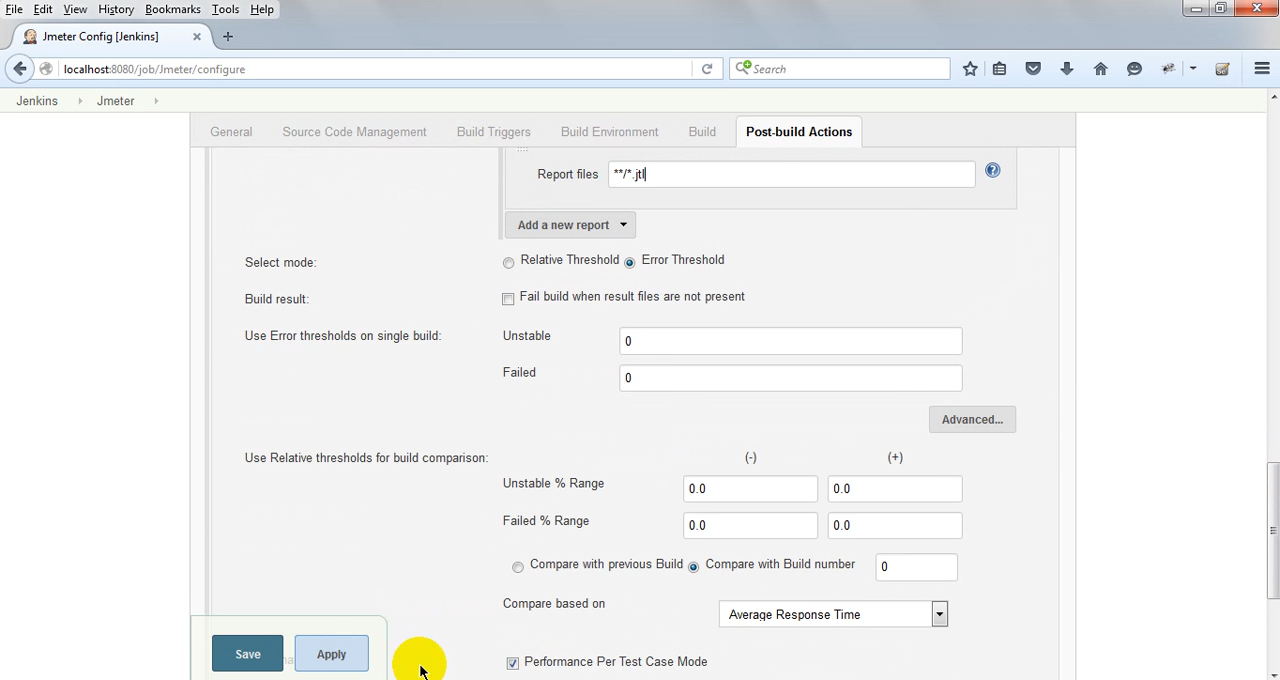 File Edit View History Bookmarks Tools Help
Jmeter Config [Jenkins]
localhost:8080/job/Jmeter/configure
Search
Jenkins Jmeter
General Source Code Management Build Triggers Build Environment Build Post-build Actions
Report files **/*.jtl
Add a new report
Select mode: Relative Threshold Error Threshold
Build result: Fail build when result files are not present
Use Error thresholds on single build: Unstable 0
Failed 0
Advanced...
Use Relative thresholds for build comparison: (-) (+)
Unstable % Range 0.0 0.0
Failed % Range 0.0 0.0
Compare with previous Build Compare with Build number 0
Compare based on Average Response Time
Save Apply
Performance Per Test Case Mode